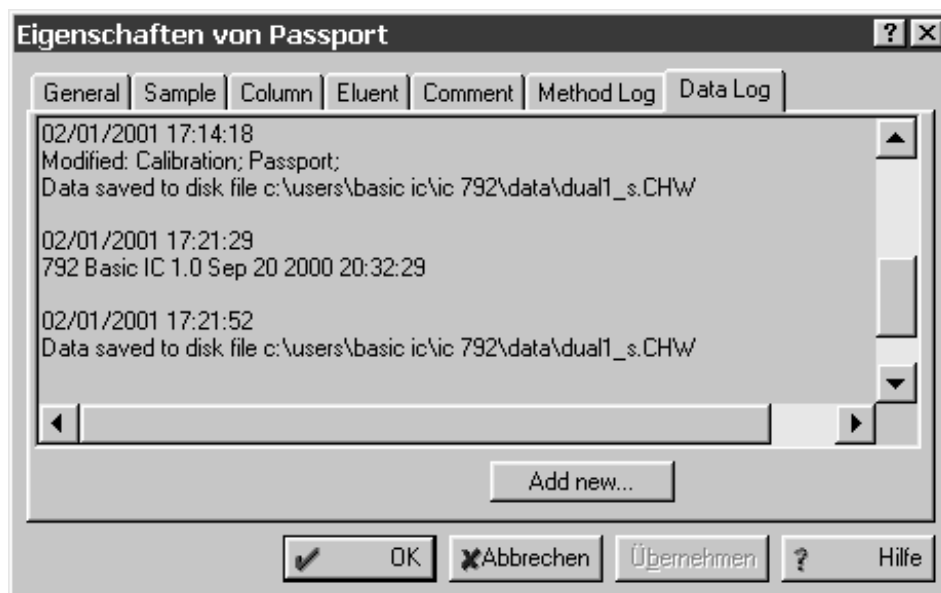 Eigenschaften von Passport
General Sample Column Eluent Comment Method Log Data Log
02/01/2001 17:14:18
Modified: Calibration; Passport;
Data saved to disk file c:\users\basic ic\ic 792\data\dual1_s.CHW
02/01/2001 17:21:29
792 Basic IC 1.0 Sep 20 2000 20:32:29
02/01/2001 17:21:52
Data saved to disk file c:\users\basic ic\ic 792\data\dual1_s.CHW
Add new...
OK Abbrechen Übernehmen ? Hilfe